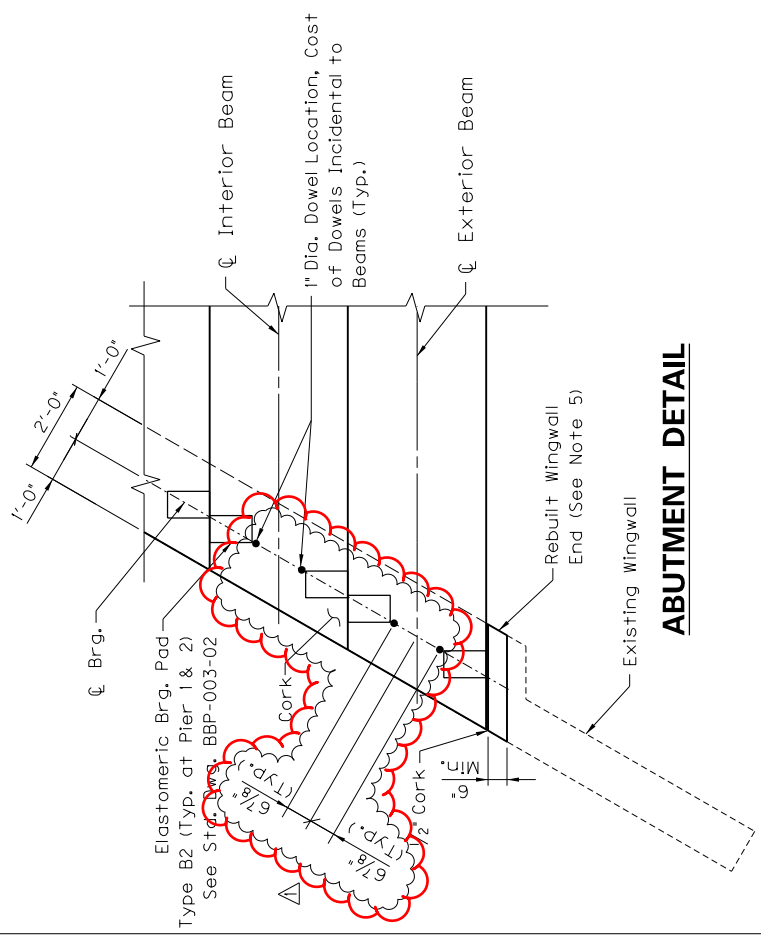 2'-0"
1'-0"
1'-0"
℄ Brg.
℄ Interior Beam
1" Dia. Dowel Location, Cost
of Dowels Incidental to
Beams (Typ.)
℄ Exterior Beam
Elastomeric Brg. Pad
Type B2 (Typ. at Pier 1 & 2)
See Std. Dwg. BBP-003-02
Cork
6⅞"
(Typ.)
6⅞"
(Typ.)
1
½" Cork
6"
Min.
Rebuilt Wingwall
End (See Note 5)
Existing Wingwall
ABUTMENT DETAIL